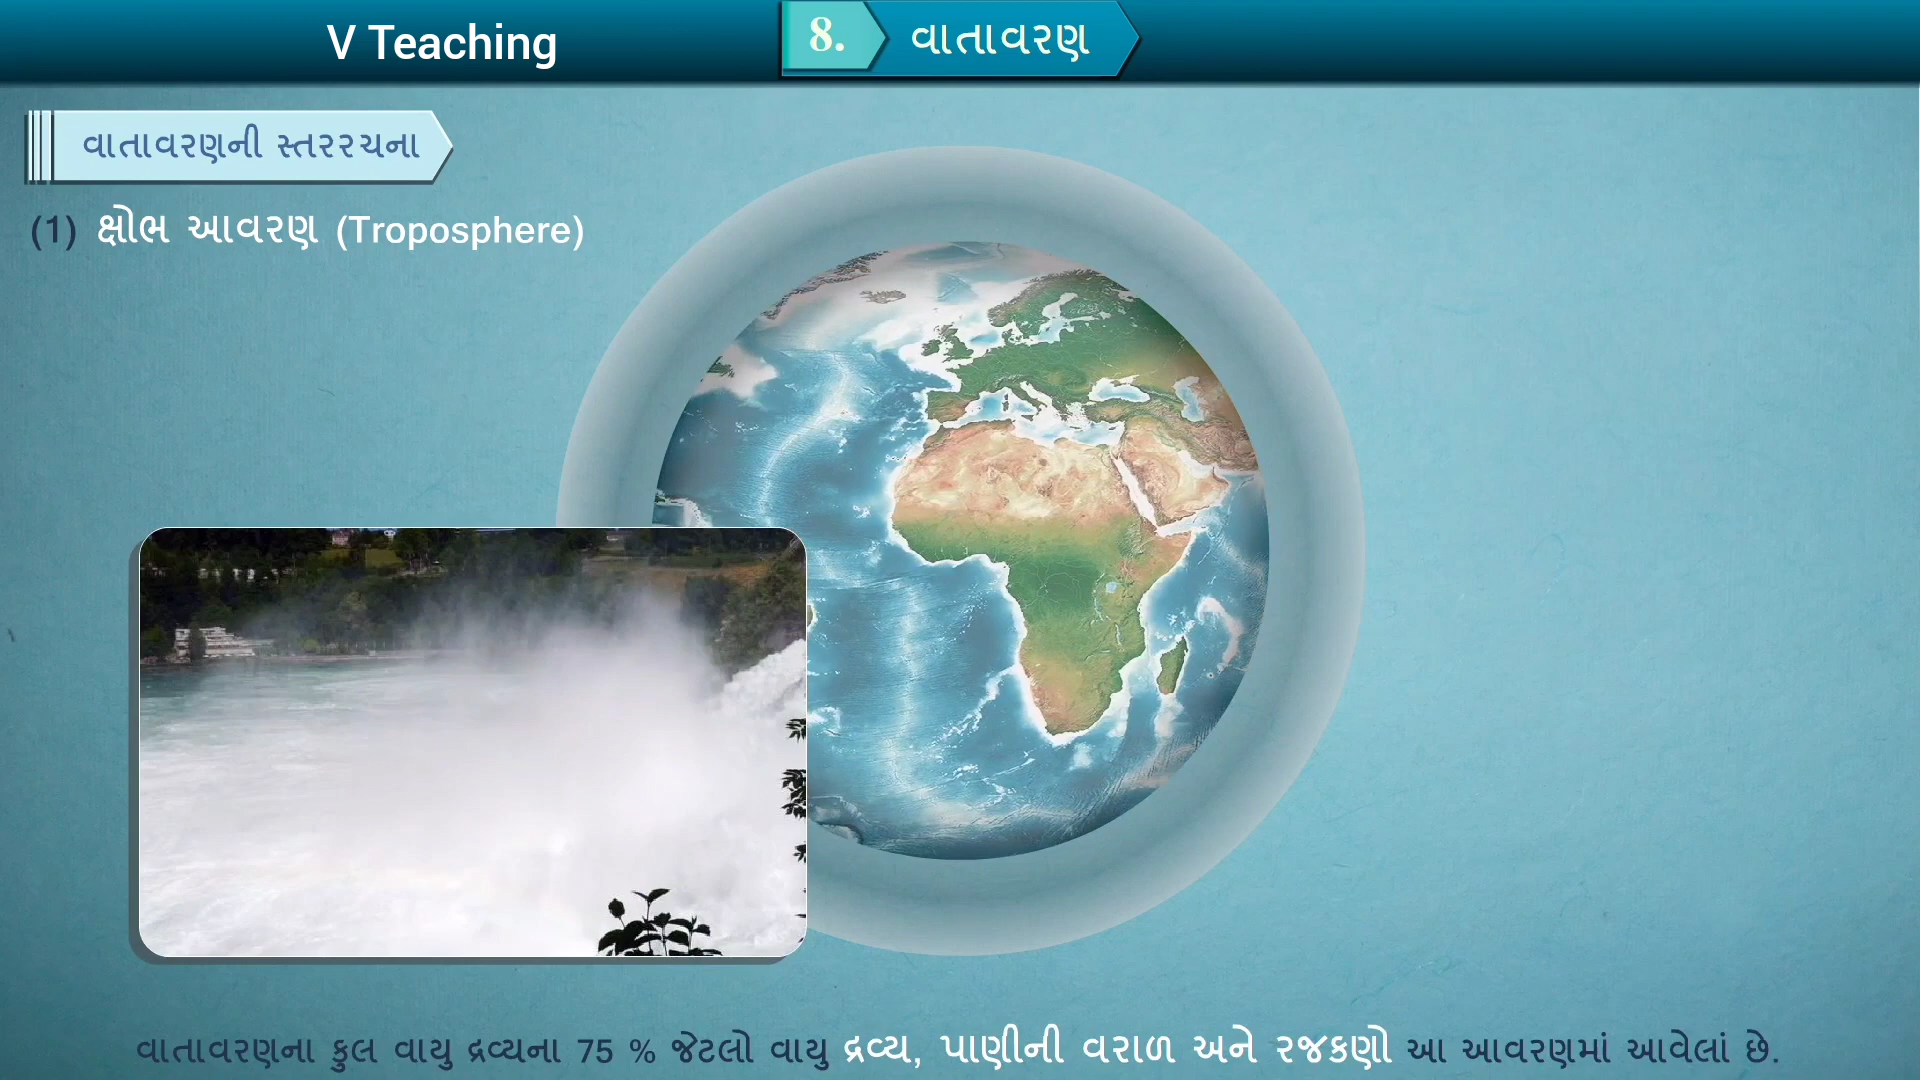 V Teaching
8. વાતાવરણ
વાતાવરણની સ્તરરચના
(1) ક્ષોભ આવરણ (Troposphere)
વાતાવરણના કુલ વાયુ દ્રવ્યના 75 % જેટલો વાયુ દ્રવ્ય, પાણીની વરાળ અને રજકણો આ આવરણમાં આવેલાં છે.